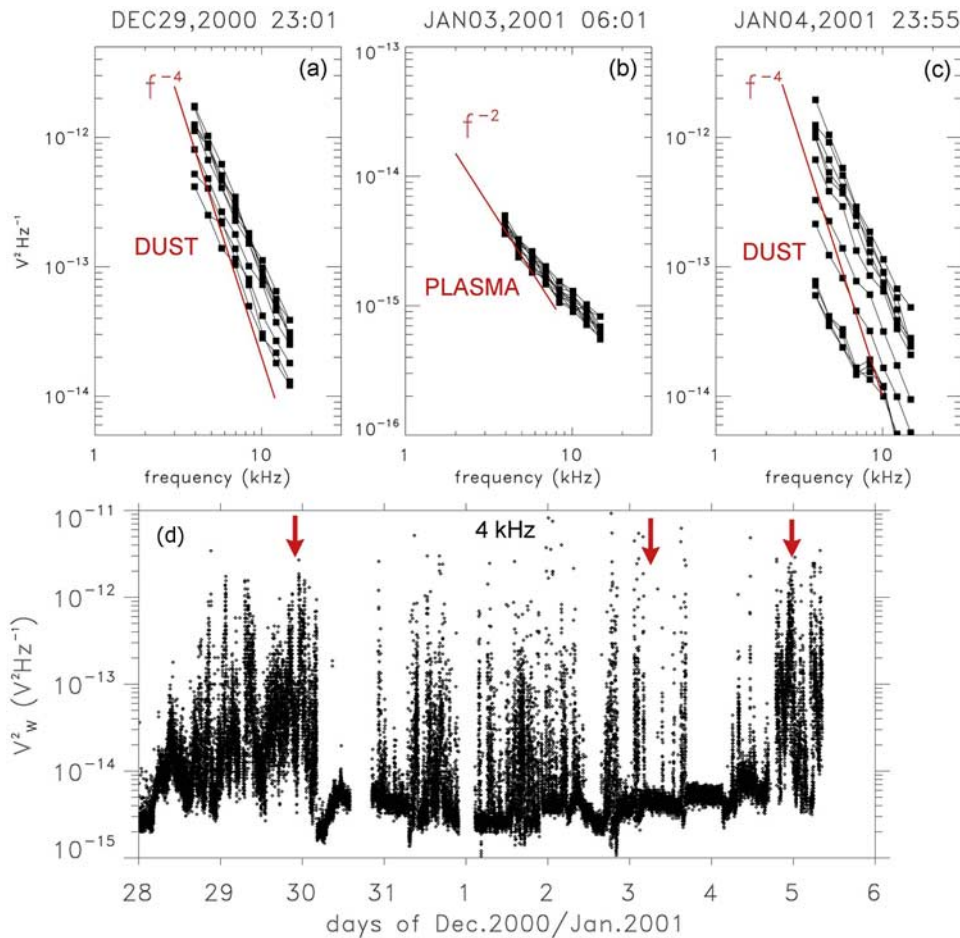 DEC29,2000 23:01
JAN03,2001 06:01
JAN04,2001 23:55
V² Hz⁻¹
10⁻¹²
10⁻¹³
10⁻¹⁴
(a)
f⁻⁴
DUST
1
10
frequency (kHz)
10⁻¹³
10⁻¹⁴
10⁻¹⁵
10⁻¹⁶
(b)
f⁻²
PLASMA
1
10
frequency (kHz)
10⁻¹²
10⁻¹³
10⁻¹⁴
(c)
f⁻⁴
DUST
1
10
frequency (kHz)
V²w (V²Hz⁻¹)
10⁻¹¹
10⁻¹²
10⁻¹³
10⁻¹⁴
10⁻¹⁵
(d)
4 kHz
28 29 30 31 1 2 3 4 5 6
days of Dec.2000/Jan.2001